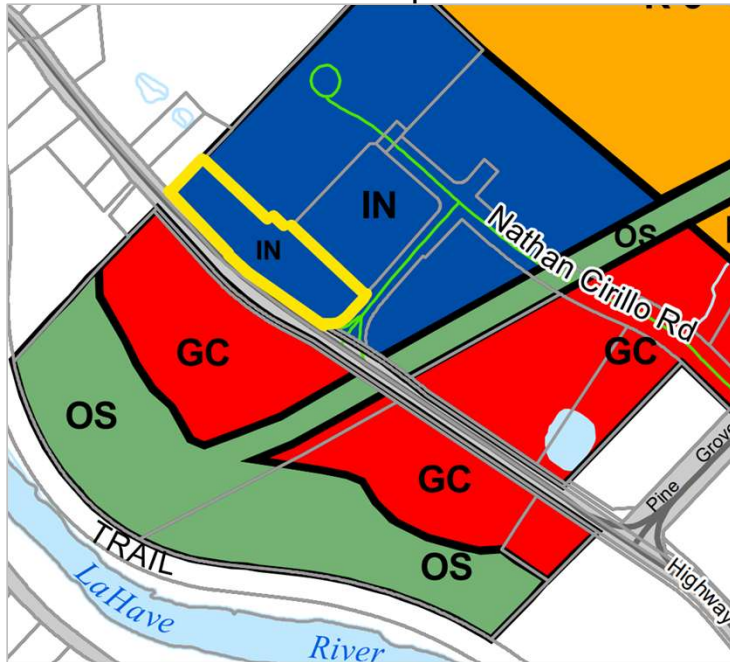 IN
IN
OS
Nathan Cirillo Rd
GC
GC
OS
GC
Pine Grove
OS
TRAIL
Highway
LaHave
River